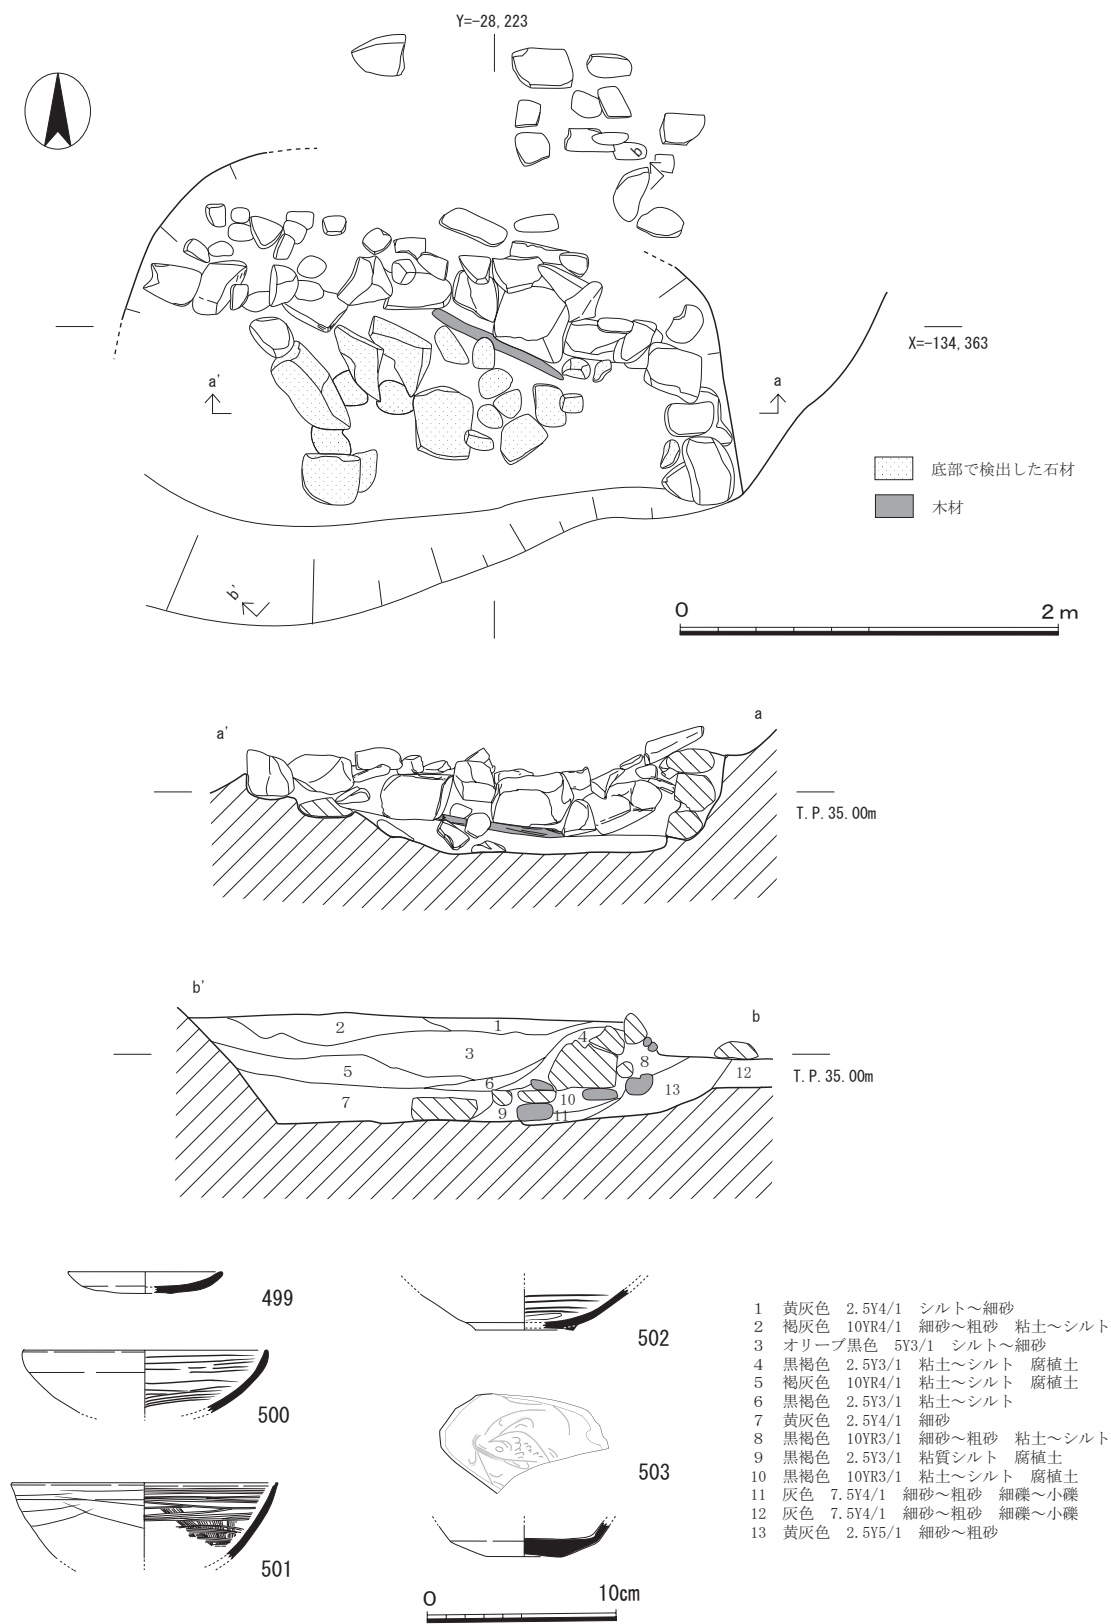 Y=-28,223
b
X=-134,363
a'
a
底部で検出した石材
木材
b'
0 2m
a'
a
T.P.35.00m
b'
b
T.P.35.00m
1
2
3
4
5
6
7
8
9
10
11
12
13
499
500
501
502
503
0 10cm
1 黄灰色 2.5Y4/1 シルト～細砂
2 褐灰色 10YR4/1 細砂～粗砂 粘土～シルト
3 オリーブ黒色 5Y3/1 シルト～細砂
4 黒褐色 2.5Y3/1 粘土～シルト 腐植土
5 褐灰色 10YR4/1 粘土～シルト 腐植土
6 黒褐色 2.5Y3/1 粘土～シルト
7 黄灰色 2.5Y4/1 細砂
8 黒褐色 10YR3/1 細砂～粗砂 粘土～シルト
9 黒褐色 2.5Y3/1 粘質シルト 腐植土
10 黒褐色 10YR3/1 粘土～シルト 腐植土
11 灰色 7.5Y4/1 細砂～粗砂 細礫～小礫
12 灰色 7.5Y4/1 細砂～粗砂 細礫～小礫
13 黄灰色 2.5Y5/1 細砂～粗砂